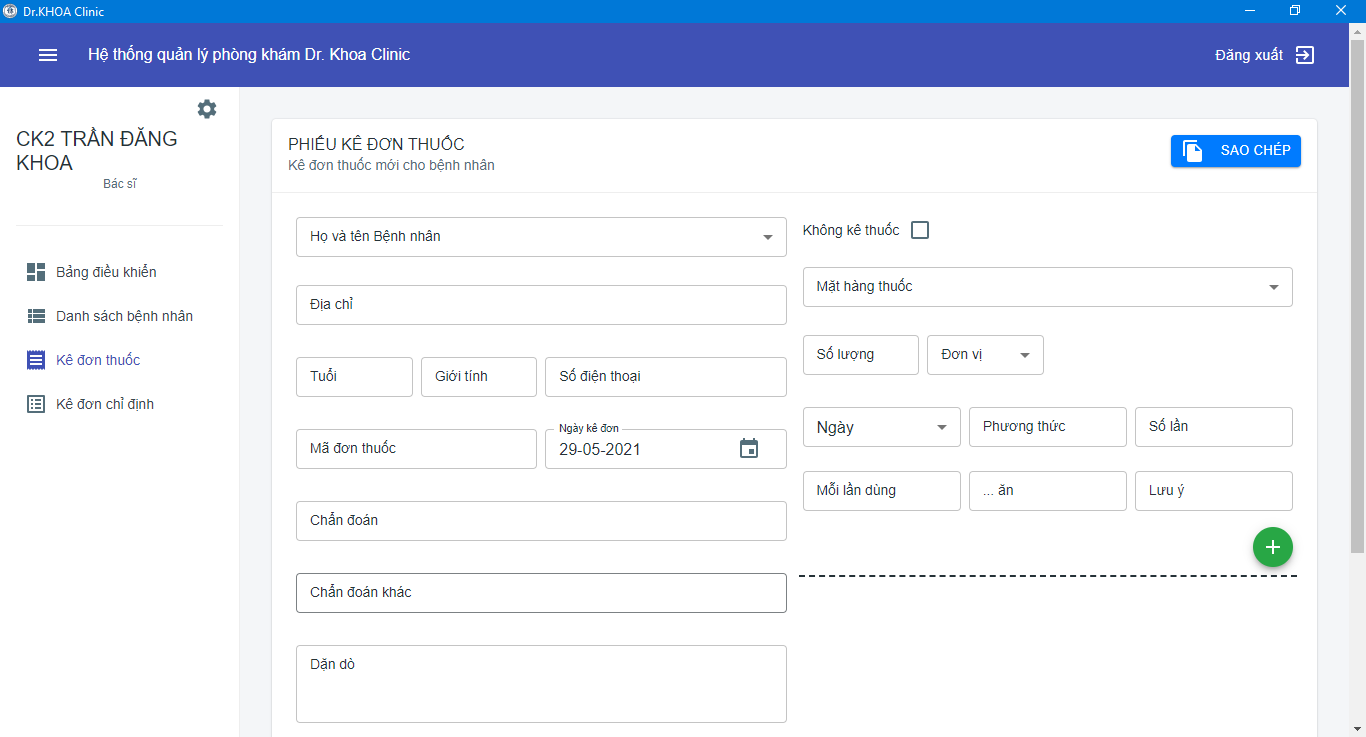 Dr.KHOA Clinic
Hệ thống quản lý phòng khám Dr. Khoa Clinic
Đăng xuất
CK2 TRẦN ĐĂNG
KHOA
Bác sĩ
Bảng điều khiển
Danh sách bệnh nhân
Kê đơn thuốc
Kê đơn chỉ định
PHIẾU KÊ ĐƠN THUỐC
Kê đơn thuốc mới cho bệnh nhân
SAO CHÉP
Họ và tên Bệnh nhân
Địa chỉ
Tuổi
Giới tính
Số điện thoại
Mã đơn thuốc
Ngày kê đơn
29-05-2021
Chẩn đoán
Chẩn đoán khác
Dặn dò
Không kê thuốc
Mặt hàng thuốc
Số lượng
Đơn vị
Ngày
Phương thức
Số lần
Mỗi lần dùng
... ăn
Lưu ý